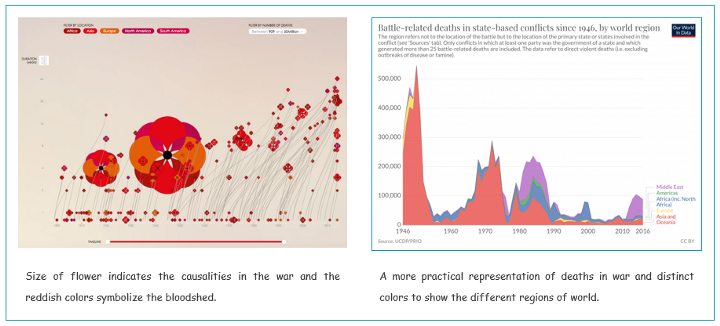 FILTER BY LOCATION
Africa Asia Europe North America South America
FILTER BY NUMBER OF DEATHS
TIMELINE
Battle-related deaths in state-based conflicts since 1946, by world region
Our World
in Data
The region refers not to the location of the battle but to the location of the primary state or states involved in the
conflict (see 'Sources' tab). Only conflicts in which at least one party was the government of a state and which
generated more than 25 battle-related deaths are included. The data refer to direct violent deaths (i.e. excluding
outbreaks of disease or famine).
500,000
400,000
300,000
200,000
100,000
0
Middle East
Americas
Africa (inc. North
Africa)
Europe
Asia and
Oceania
1946 1960 1970 1980 1990 2000 2010 2016
Source: UCDP/PRIO
CC BY
Size of flower indicates the causalities in the war and the
reddish colors symbolize the bloodshed.
A more practical representation of deaths in war and distinct
colors to show the different regions of world.